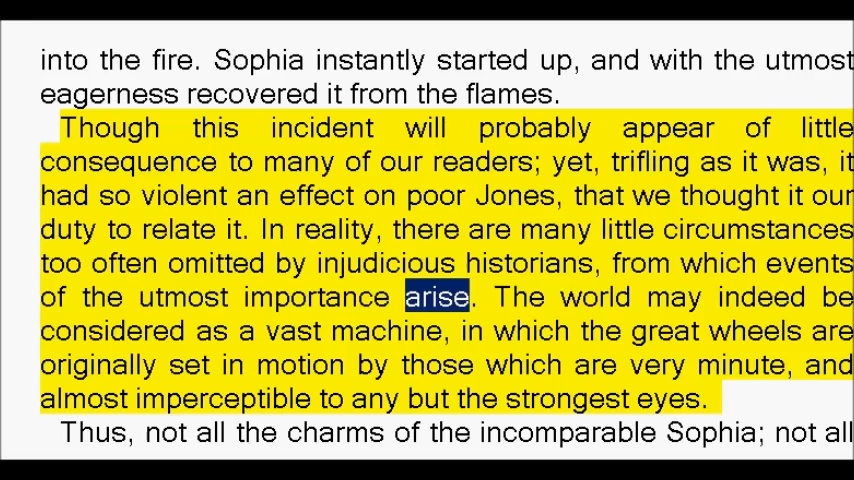 into the fire. Sophia instantly started up, and with the utmost
eagerness recovered it from the flames.
Though this incident will probably appear of little
consequence to many of our readers; yet, trifling as it was, it
had so violent an effect on poor Jones, that we thought it our
duty to relate it. In reality, there are many little circumstances
too often omitted by injudicious historians, from which events
of the utmost importance arise. The world may indeed be
considered as a vast machine, in which the great wheels are
originally set in motion by those which are very minute, and
almost imperceptible to any but the strongest eyes.
Thus, not all the charms of the incomparable Sophia; not all